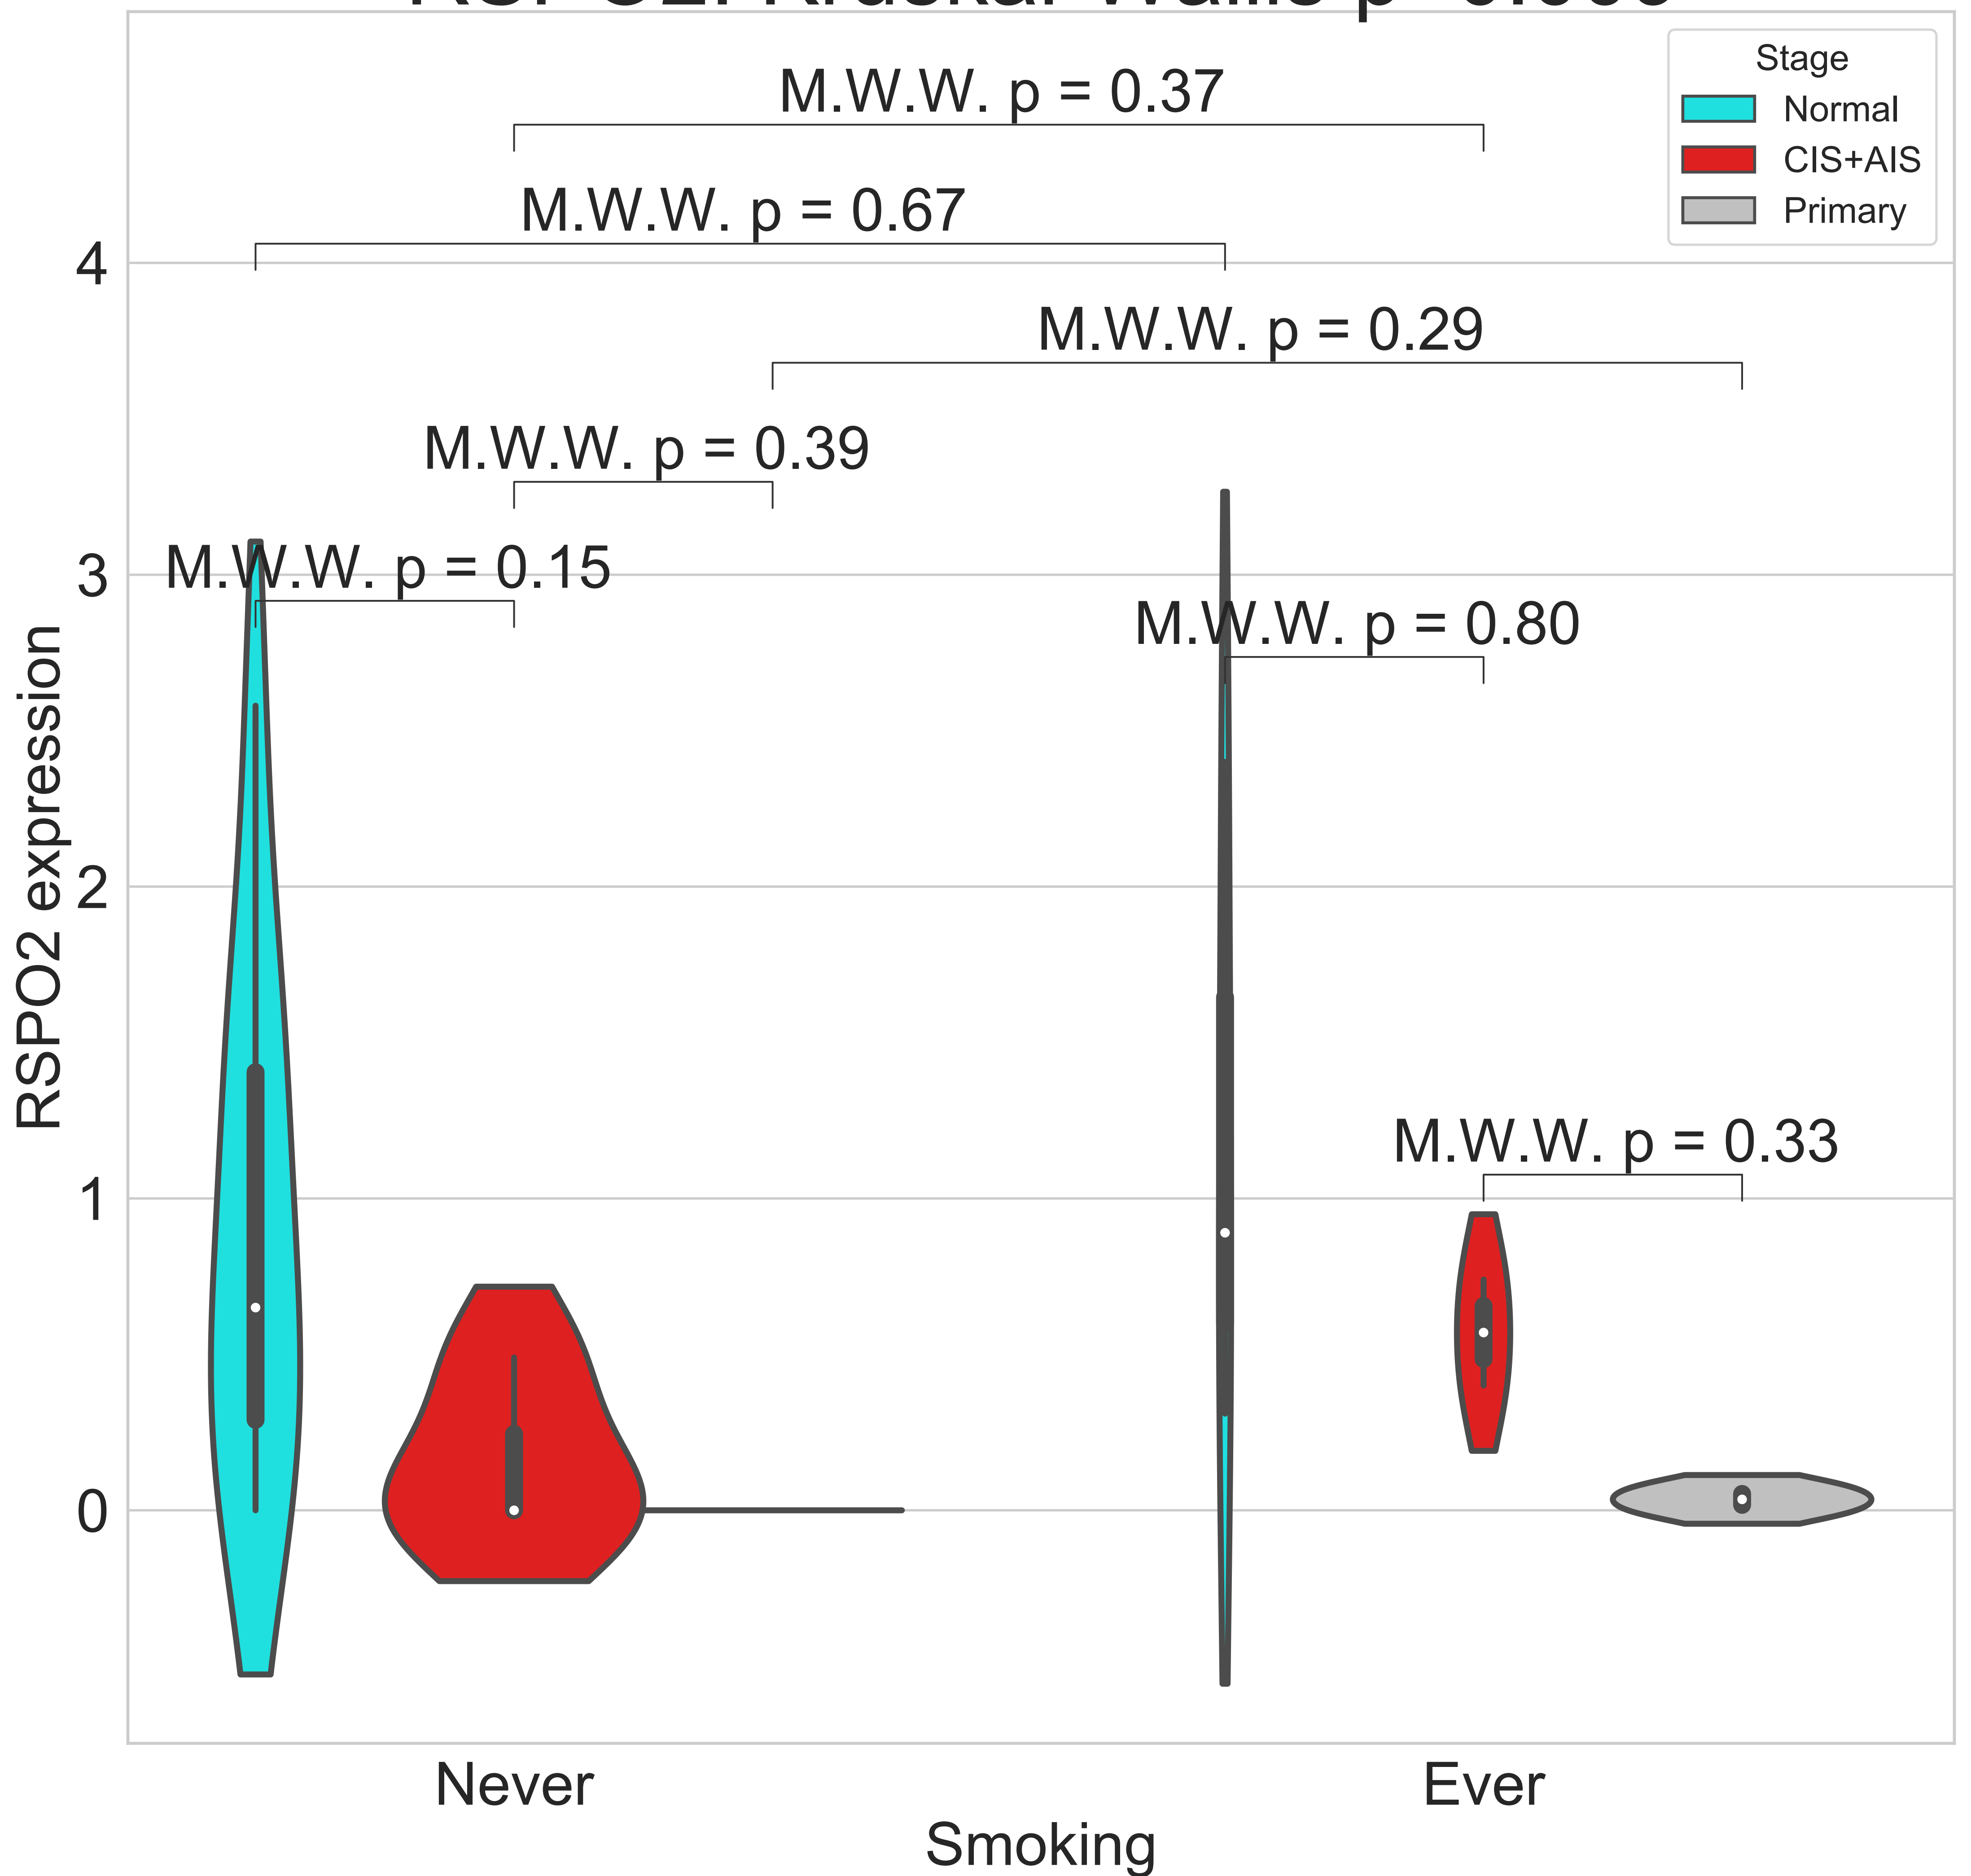 Stage
Normal
CIS+AIS
Primary
M.W.W. p = 0.37
M.W.W. p = 0.67
M.W.W. p = 0.29
M.W.W. p = 0.39
M.W.W. p = 0.15
M.W.W. p = 0.80
M.W.W. p = 0.33
4
3
2
1
0
RSPO2 expression
Never
Ever
Smoking